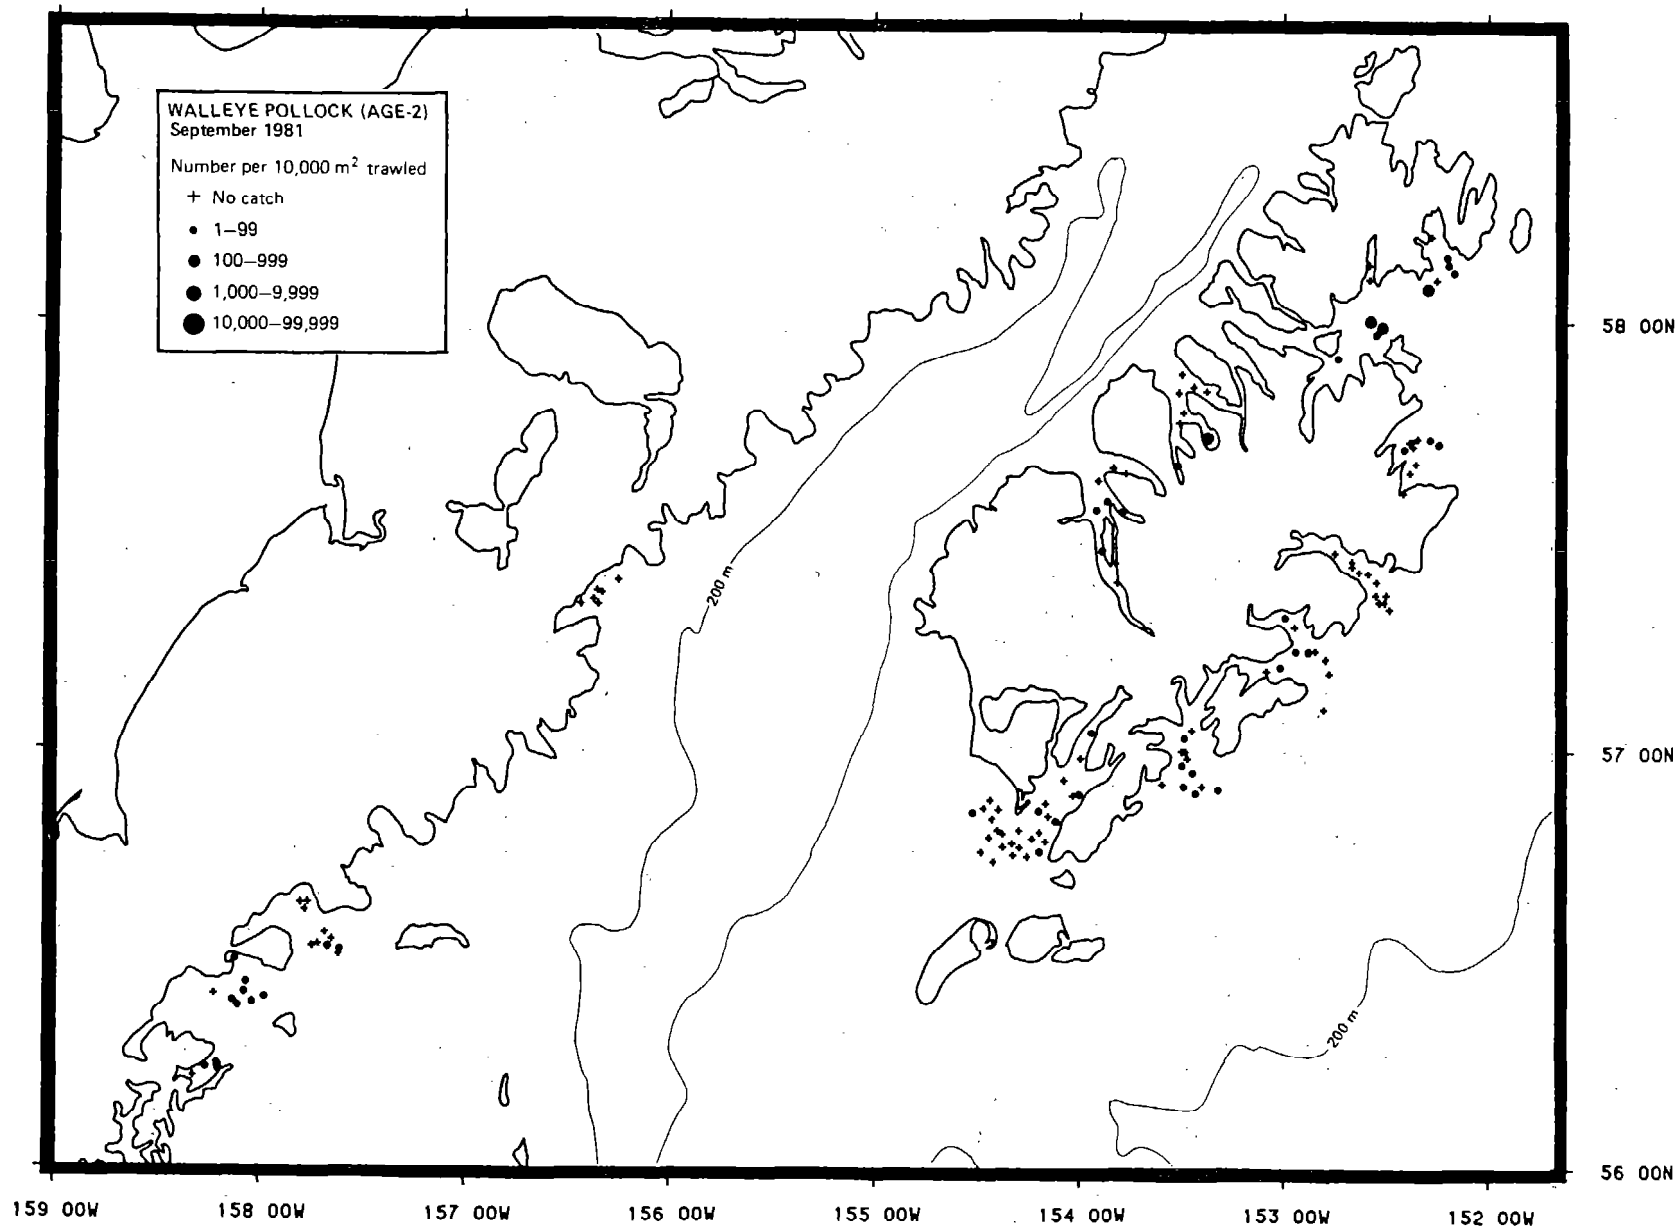 WALLEYE POLLOCK (AGE-2)
September 1981
Number per 10,000 m² trawled
+ No catch
1–99
100–999
1,000–9,999
10,000–99,999
58 00N
200 m
57 00N
200 m
56 00N
159 00W 158 00W 157 00W 156 00W 155 00W 154 00W 153 00W 152 00W